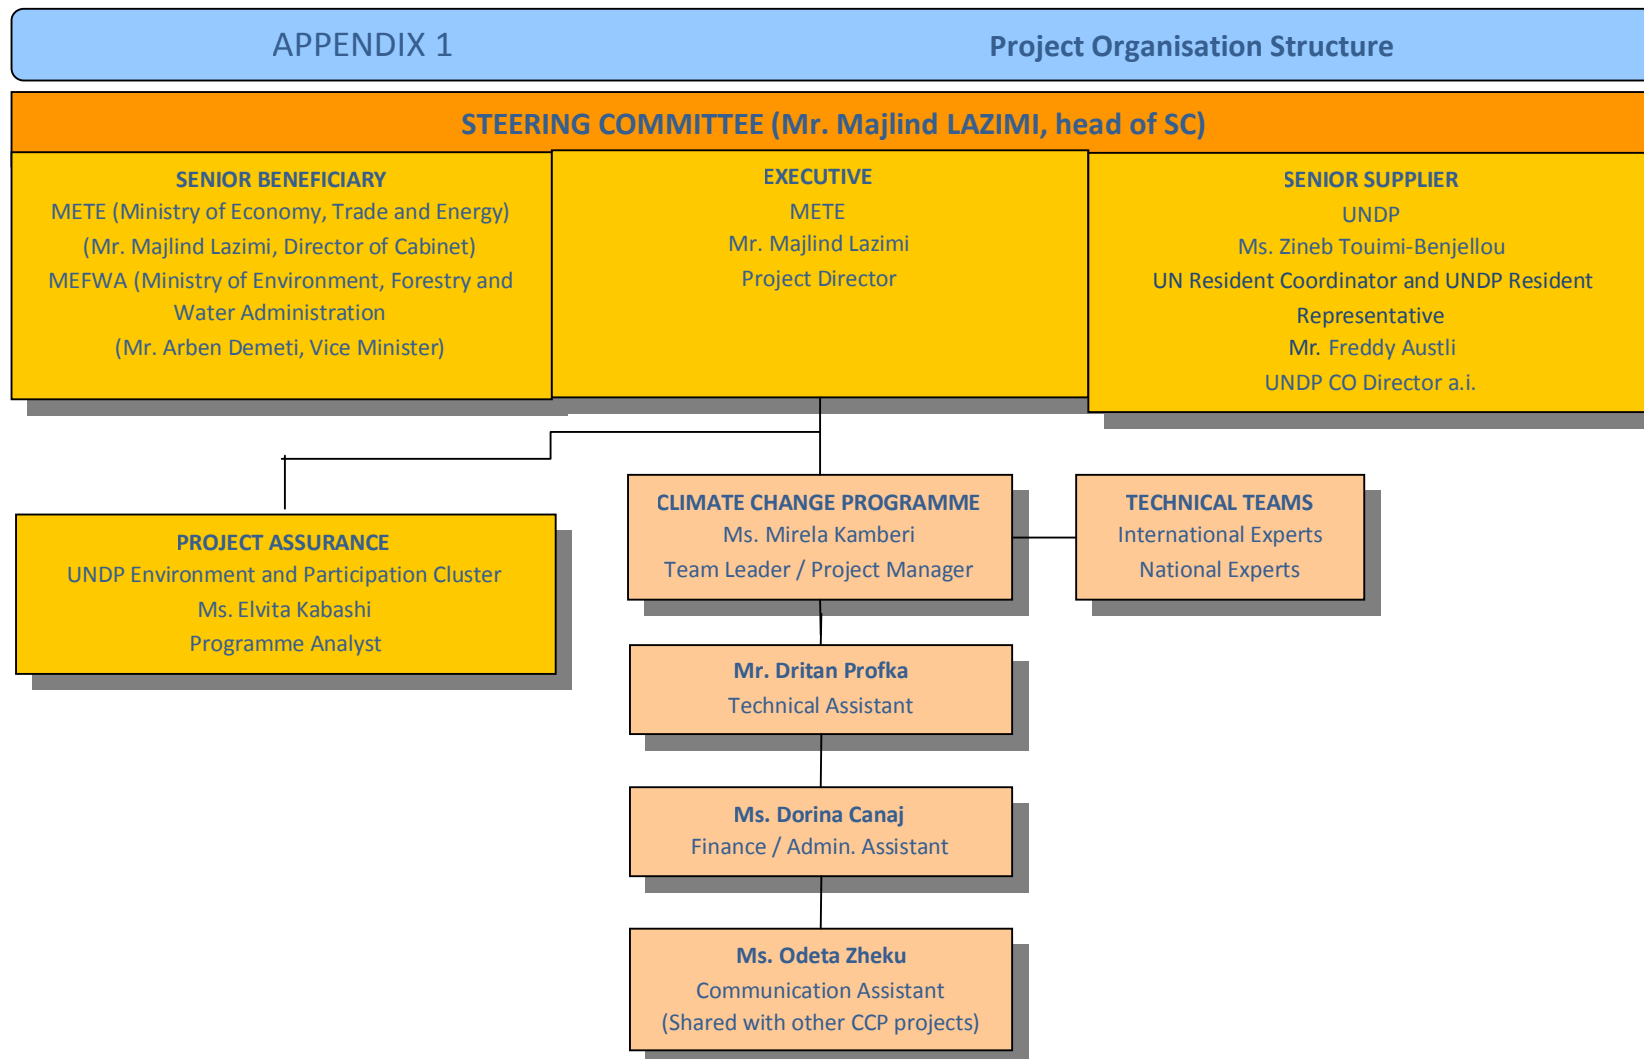 APPENDIX 1
Project Organisation Structure
STEERING COMMITTEE (Mr. Majlind LAZIMI, head of SC)
SENIOR BENEFICIARY
METE (Ministry of Economy, Trade and Energy)
(Mr. Majlind Lazimi, Director of Cabinet)
MEFWA (Ministry of Environment, Forestry and
Water Administration
(Mr. Arben Demeti, Vice Minister)
EXECUTIVE
METE
Mr. Majlind Lazimi
Project Director
SENIOR SUPPLIER
UNDP
Ms. Zineb Touimi-Benjellou
UN Resident Coordinator and UNDP Resident
Representative
Mr. Freddy Austli
UNDP CO Director a.i.
PROJECT ASSURANCE
UNDP Environment and Participation Cluster
Ms. Elvita Kabashi
Programme Analyst
CLIMATE CHANGE PROGRAMME
Ms. Mirela Kamberi
Team Leader / Project Manager
TECHNICAL TEAMS
International Experts
National Experts
Mr. Dritan Profka
Technical Assistant
Ms. Dorina Canaj
Finance / Admin. Assistant
Ms. Odeta Zheku
Communication Assistant
(Shared with other CCP projects)